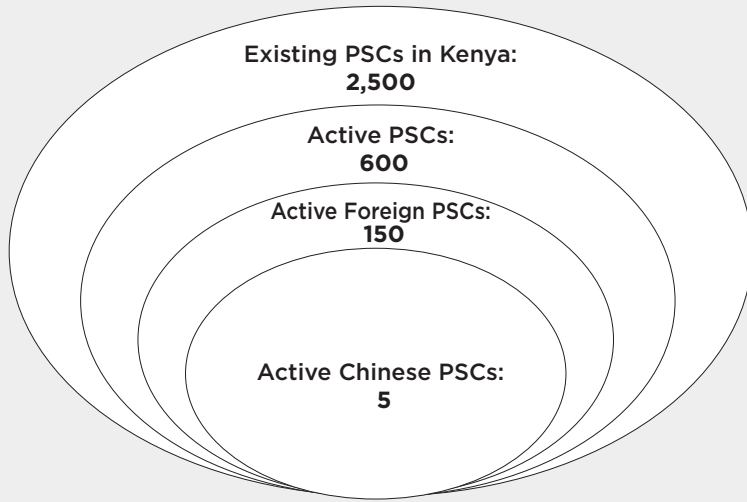 Existing PSCs in Kenya:
2,500
Active PSCs:
600
Active Foreign PSCs:
150
Active Chinese PSCs:
5